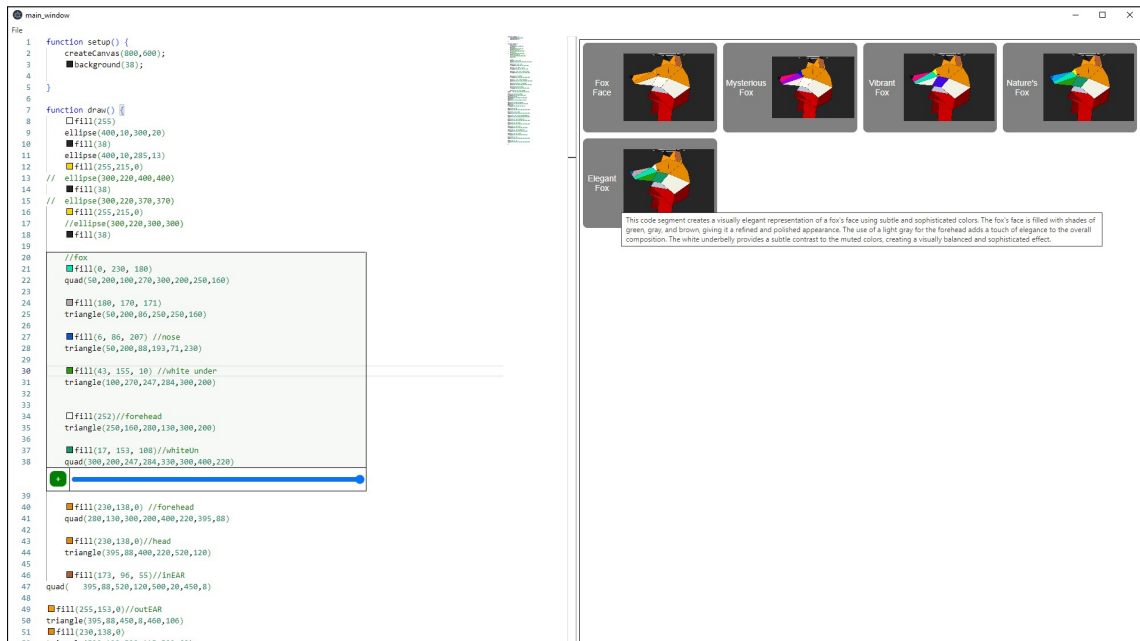 main_window
File
1 function setup() {
2 createCanvas(800,600);
3 background(38);
4
5 }
6
7 function draw() {
8 fill(255)
9 ellipse(400,10,300,20)
10 fill(38)
11 ellipse(400,10,285,13)
12 fill(255,215,0)
13 // ellipse(300,220,400,400)
14 fill(38)
15 // ellipse(300,220,370,370)
16 fill(255,215,0)
17 //ellipse(300,220,300,300)
18 fill(38)
19
20 //fox
21 fill(0, 230, 180)
22 quad(50,200,100,270,300,200,250,160)
23
24 fill(180, 170, 171)
25 triangle(50,200,86,250,250,160)
26
27 fill(6, 86, 207) //nose
28 triangle(50,200,88,193,71,230)
29
30 fill(43, 155, 10) //white under
31 triangle(100,270,247,284,300,200)
32
33
34 fill(252)//forehead
35 triangle(250,160,280,130,300,200)
36
37 fill(17, 153, 108)//whiteUn
38 quad(300,200,247,284,330,300,400,220)
+
39
40 fill(230,138,0) //forehead
41 quad(280,130,300,200,400,220,395,88)
42
43 fill(230,138,0)//head
44 triangle(395,88,400,220,520,120)
45
46 fill(173, 96, 55)//inEAR
47 quad( 395,88,520,120,500,20,450,8)
48
49 fill(255,153,0)//outEAR
50 triangle(395,88,450,8,460,106)
51 fill(230,138,0)
Fox
Face
Mysterious
Fox
Vibrant
Fox
Nature's
Fox
Elegant
Fox
This code segment creates a visually elegant representation of a fox's face using subtle and sophisticated colors. The fox's face is filled with shades of
green, gray, and brown, giving it a refined and polished appearance. The use of a light gray for the forehead adds a touch of elegance to the overall
composition. The white underbelly provides a subtle contrast to the muted colors, creating a visually balanced and sophisticated effect.